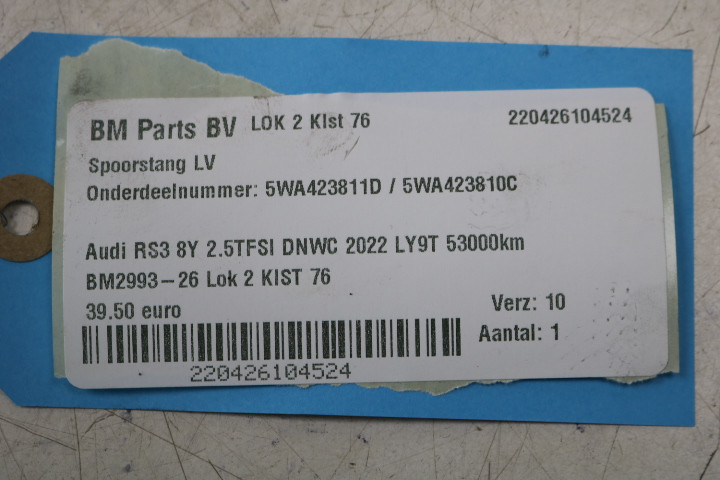 BM Parts BV LOK 2 KIst 76 220426104524
Spoorstang LV
Onderdeelnummer: 5WA423811D / 5WA423810C
Audi RS3 8Y 2.5TFSI DNWC 2022 LY9T 53000km
BM2993-26 Lok 2 KIST 76
39.50 euro Verz: 10
Aantal: 1
220426104524